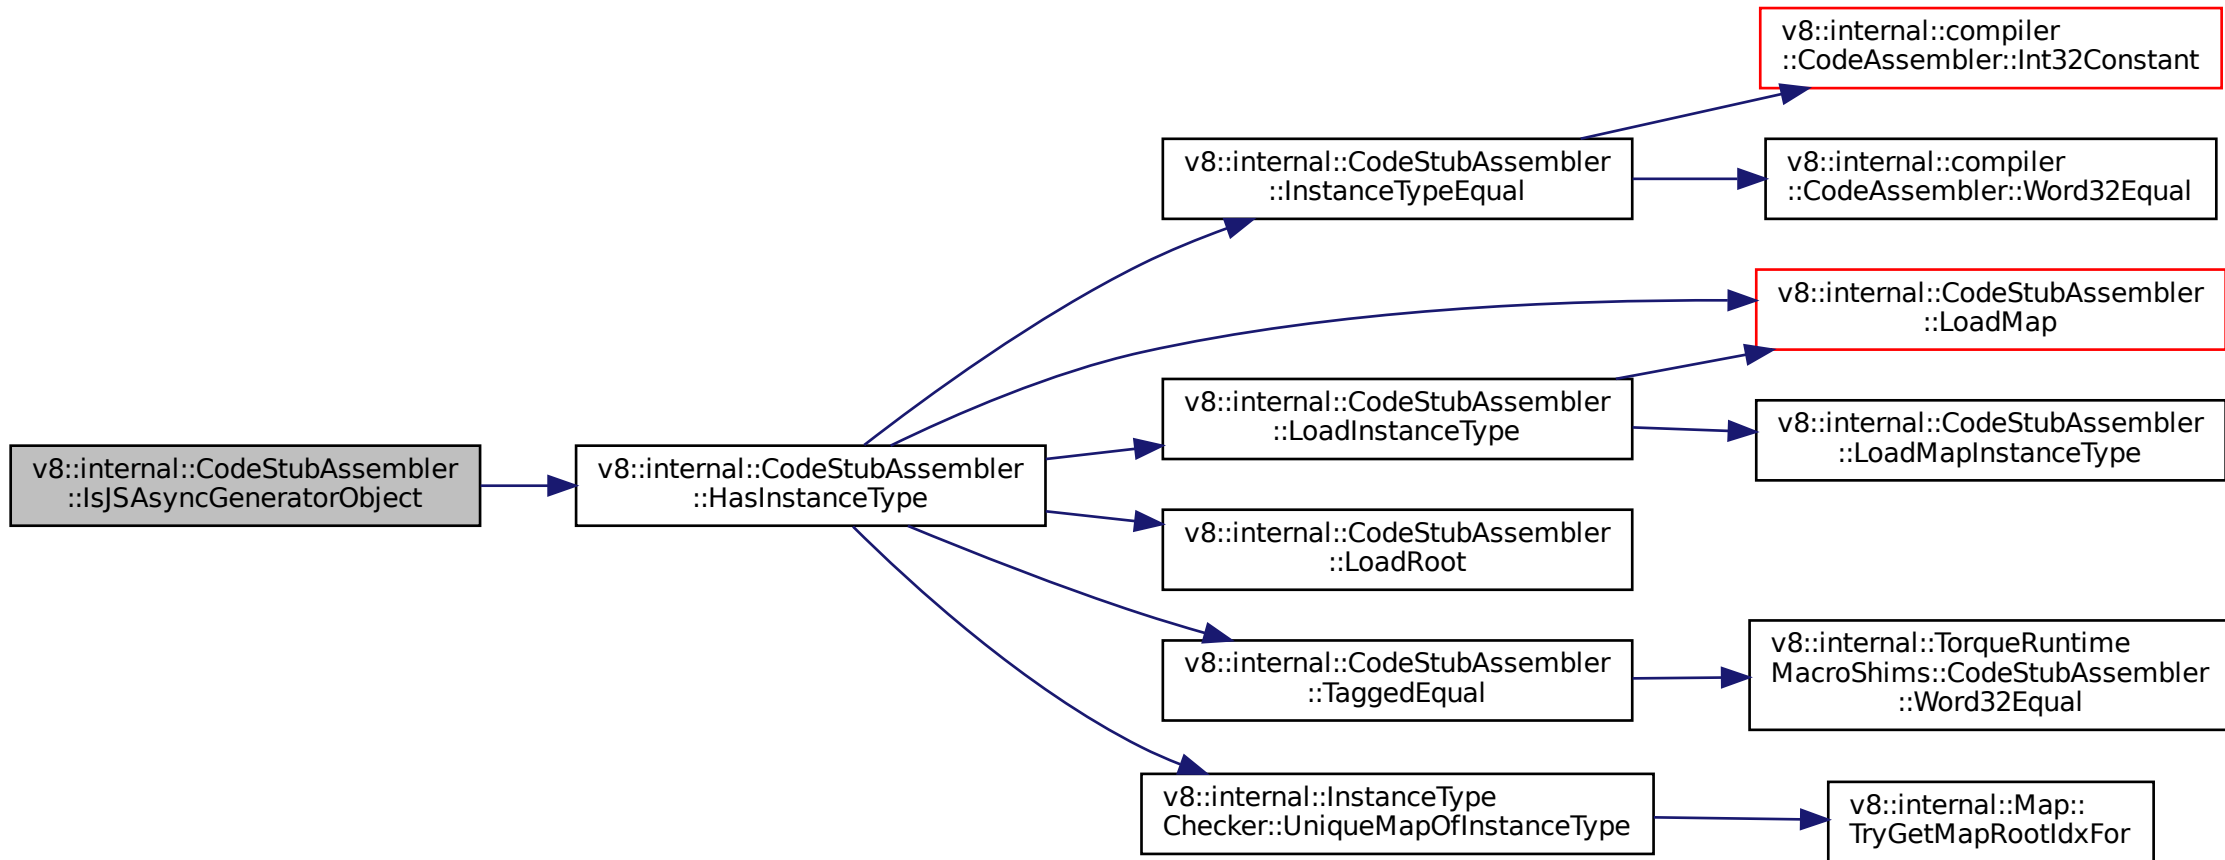 v8::internal::CodeStubAssembler
::IsJSAsyncGeneratorObject
v8::internal::CodeStubAssembler
::HasInstanceType
v8::internal::CodeStubAssembler
::InstanceTypeEqual
v8::internal::compiler
::CodeAssembler::Int32Constant
v8::internal::compiler
::CodeAssembler::Word32Equal
v8::internal::CodeStubAssembler
::LoadMap
v8::internal::CodeStubAssembler
::LoadInstanceType
v8::internal::CodeStubAssembler
::LoadMapInstanceType
v8::internal::CodeStubAssembler
::LoadRoot
v8::internal::CodeStubAssembler
::TaggedEqual
v8::internal::TorqueRuntime
MacroShims::CodeStubAssembler
::Word32Equal
v8::internal::InstanceType
Checker::UniqueMapOfInstanceType
v8::internal::Map::
TryGetMapRootIdxFor